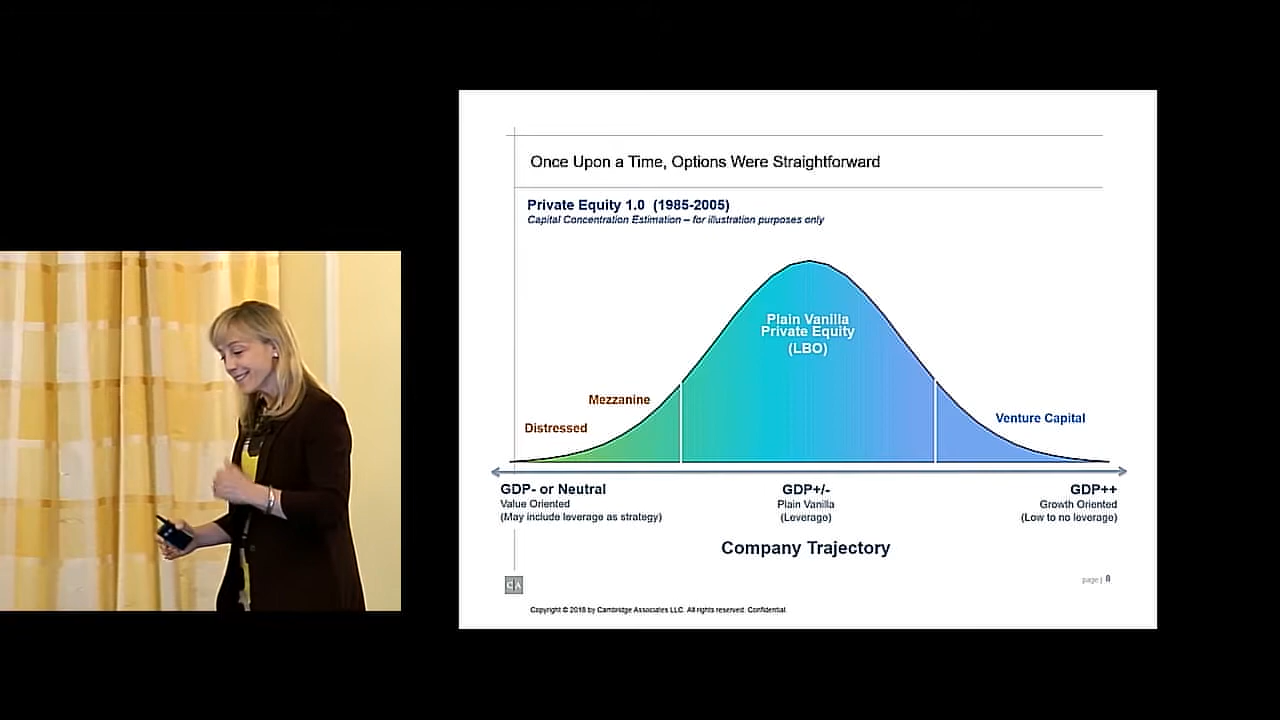 Once Upon a Time, Options Were Straightforward
Private Equity 1.0 (1985-2005)
Capital Concentration Estimation – for illustration purposes only
Plain Vanilla
Private Equity
(LBO)
Mezzanine
Distressed
Venture Capital
GDP- or Neutral
Value Oriented
(May include leverage as strategy)
GDP+/-
Plain Vanilla
(Leverage)
GDP++
Growth Oriented
(Low to no leverage)
Company Trajectory
CA
page | 8
Copyright © 2018 by Cambridge Associates LLC. All rights reserved. Confidential.